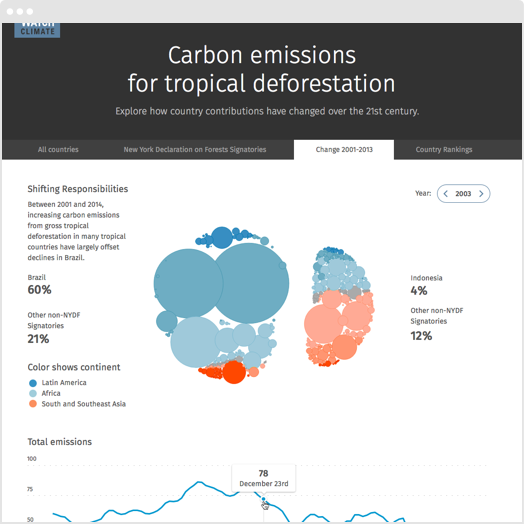 WATCH
CLIMATE
Carbon emissions
for tropical deforestation
Explore how country contributions have changed over the 21st century.
All countries
New York Declaration on Forests Signatories
Change 2001-2013
Country Rankings
Shifting Responsibilities
Between 2001 and 2014,
increasing carbon emissions
from gross tropical
deforestation in many tropical
countries have largely offset
declines in Brazil.
Year:
2003
Brazil
60%
Other non-NYDF
Signatories
21%
Indonesia
4%
Other non-NYDF
Signatories
12%
Color shows continent
Latin America
Africa
South and Southeast Asia
Total emissions
100
78
December 23rd
75
50